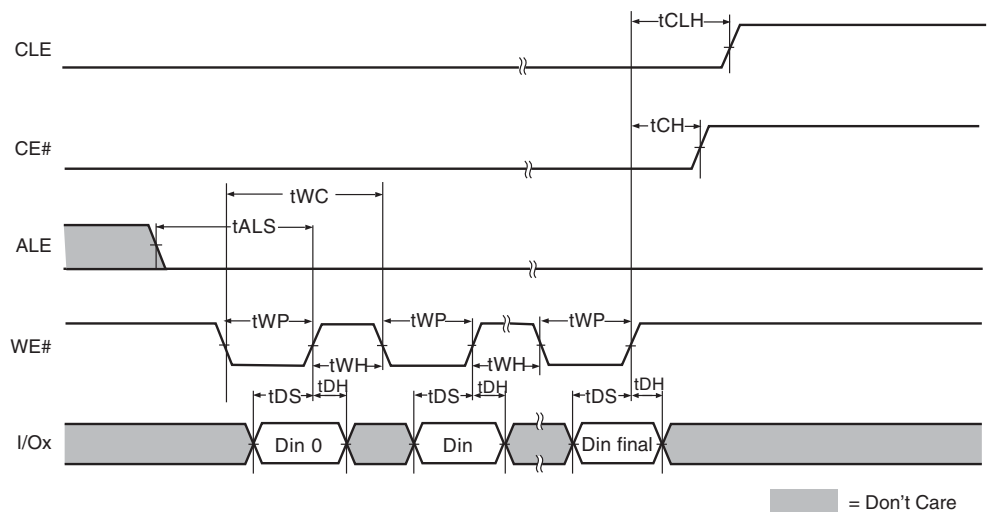 tCLH
CLE
tCH
CE#
tWC
tALS
ALE
tWP
tWP
tWP
WE#
tWH
tWH
tDS
tDH
tDS
tDH
tDS
tDH
I/Ox
Din 0
Din
Din final
= Don't Care